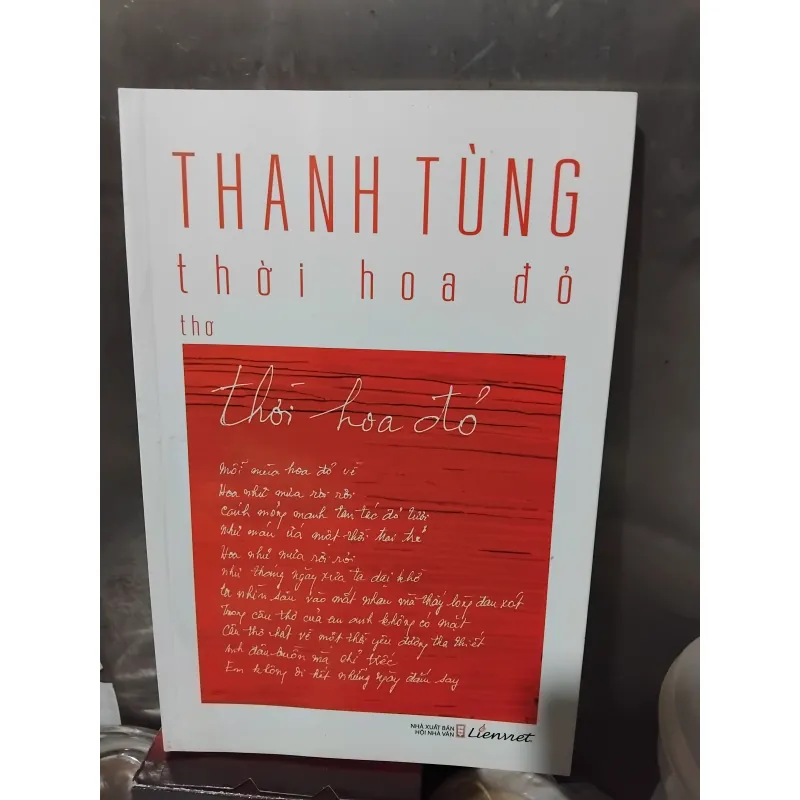 THANH TÙNG
thời hoa đỏ
thơ
thời hoa đỏ
Mỗi mùa hoa đỏ về
Hoa như mưa rơi rơi
Cánh mỏng manh tan tác đỏ tươi
Như máu ứa một thời trai trẻ
Hoa như mưa rơi rơi
Như tháng ngày xưa ta dại khờ
Ta nhìn sâu vào mắt nhau mà thấy lòng đau xót
Trong câu thơ của em anh không có mặt
Câu thơ hát về một thời yêu đương tha thiết
Anh đâu buồn mà chỉ tiếc
Em không đi hết những ngày đắm say
NHÀ XUẤT BẢN
HỘI NHÀ VĂN
Lienviet